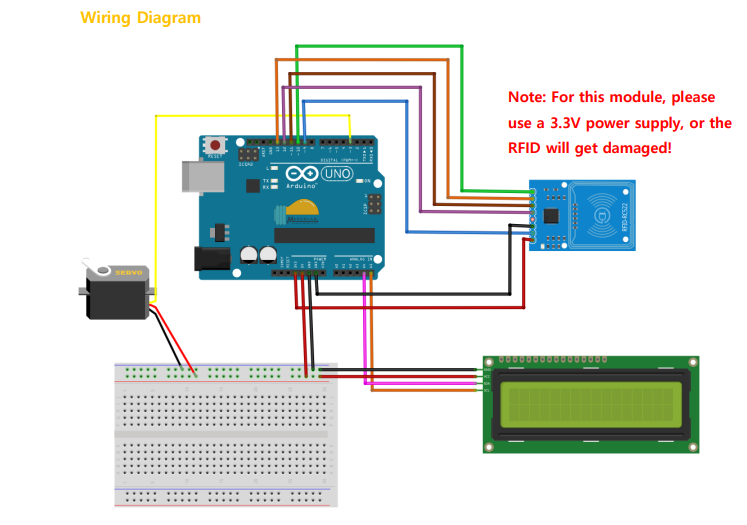 Wiring Diagram
Note: For this module, please
use a 3.3V power supply, or the
RFID will get damaged!
RESET
ICSP2
L
TX
RX
DIGITAL (PWM~)
UNO
Arduino
ON
ICSP
POWER
ANALOG IN
RFID-RC522
SERVO